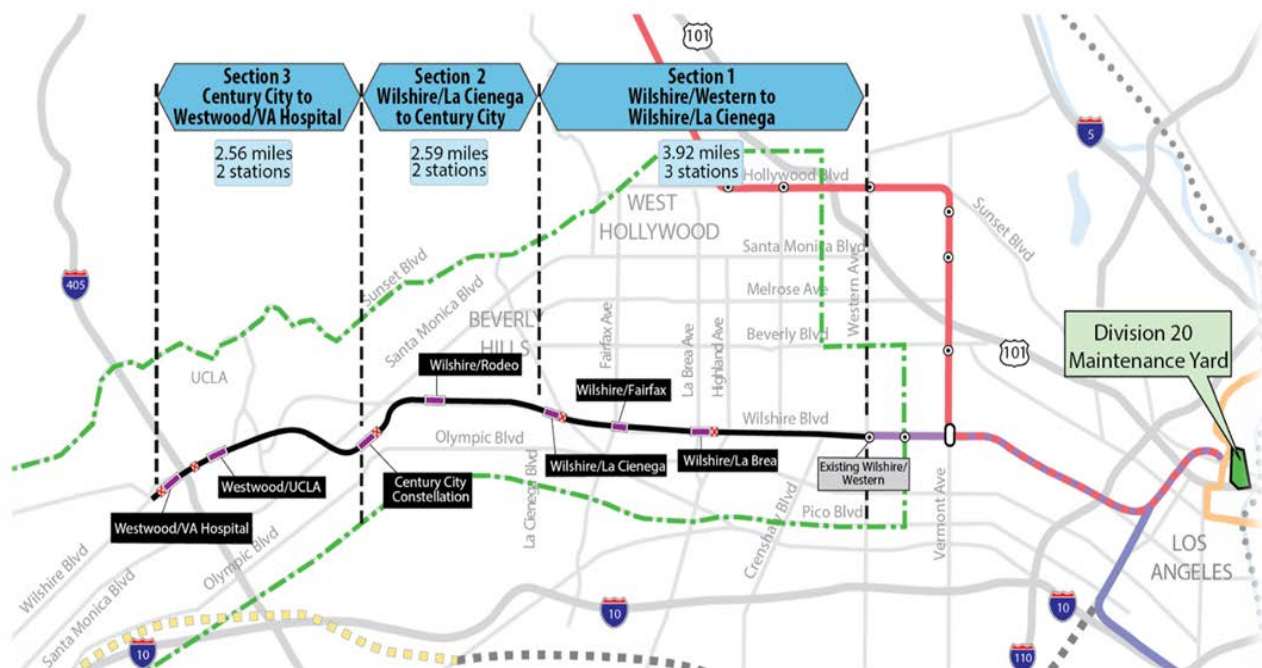 101
Section 3
Century City to
Westwood/VA Hospital
Section 2
Wilshire/La Cienega
to Century City
Section 1
Wilshire/Western to
Wilshire/La Cienega
5
2.56 miles
2 stations
2.59 miles
2 stations
3.92 miles
3 stations
Hollywood Blvd
WEST
HOLLYWOOD
Sunset Blvd
Santa Monica Blvd
Western Ave
405
Sunset Blvd
Santa Monica Blvd
Melrose Ave
BEVERLY
HILLS
Fairfax Ave
La Brea Ave
Highland Ave
Beverly Blvd
101
Division 20
Maintenance Yard
UCLA
Wilshire/Rodeo
Wilshire/Fairfax
Wilshire Blvd
Olympic Blvd
Wilshire/La Cienega
Wilshire/La Brea
Existing Wilshire/
Western
Westwood/UCLA
Century City
Constellation
La Cienega Blvd
Crenshaw Blvd
Pico Blvd
Vermont Ave
Westwood/VA Hospital
Olympic Blvd
Wilshire Blvd
Santa Monica Blvd
LOS
ANGELES
10
10
10
110